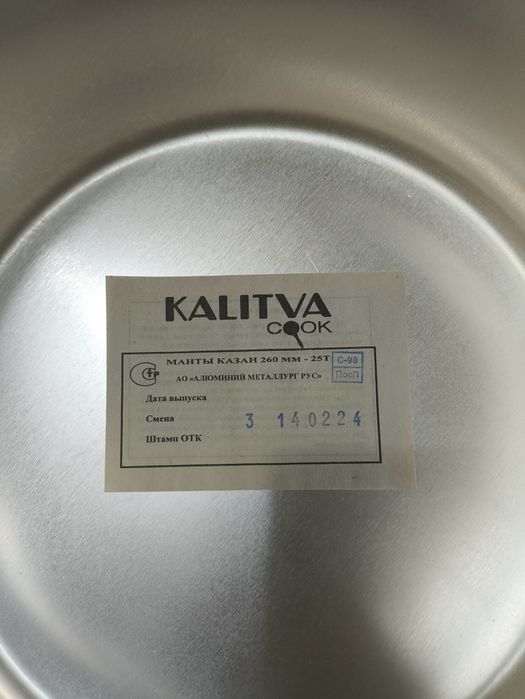 KALITVA
COOK
МАНТЫ КАЗАН 260 ММ - 25Т
С-98
ПосП
СТР
АО «АЛЮМИНИЙ МЕТАЛЛУРГ РУС»
Дата выпуска
Смена 3 140224
Штамп ОТК